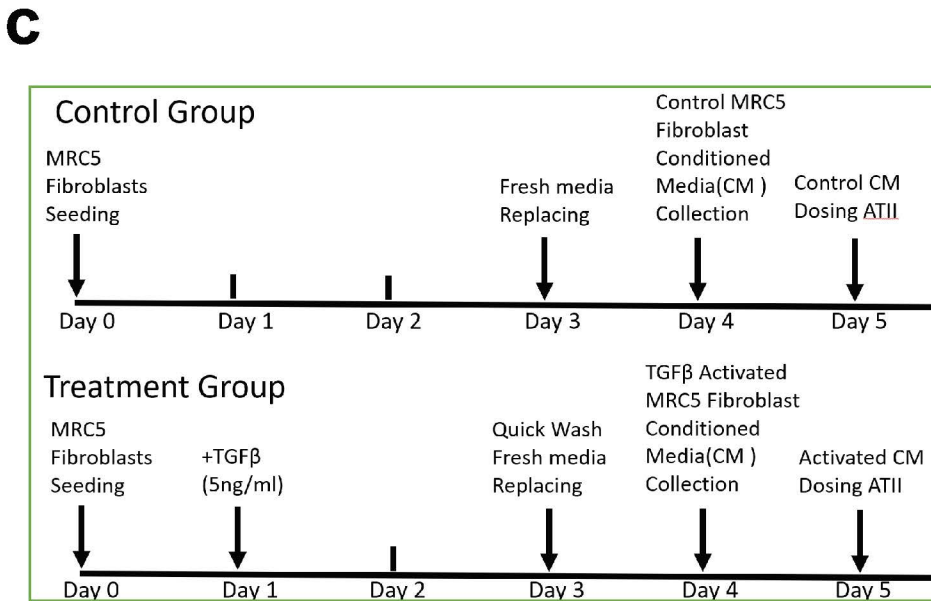 C
Control Group
MRC5
Fibroblasts
Seeding
Fresh media
Replacing
Control MRC5
Fibroblast
Conditioned
Media(CM )
Collection
Control CM
Dosing ATII
Day 0
Day 1
Day 2
Day 3
Day 4
Day 5
Treatment Group
MRC5
Fibroblasts
Seeding
+TGFβ
(5ng/ml)
Quick Wash
Fresh media
Replacing
TGFβ Activated
MRC5 Fibroblast
Conditioned
Media(CM )
Collection
Activated CM
Dosing ATII
Day 0
Day 1
Day 2
Day 3
Day 4
Day 5